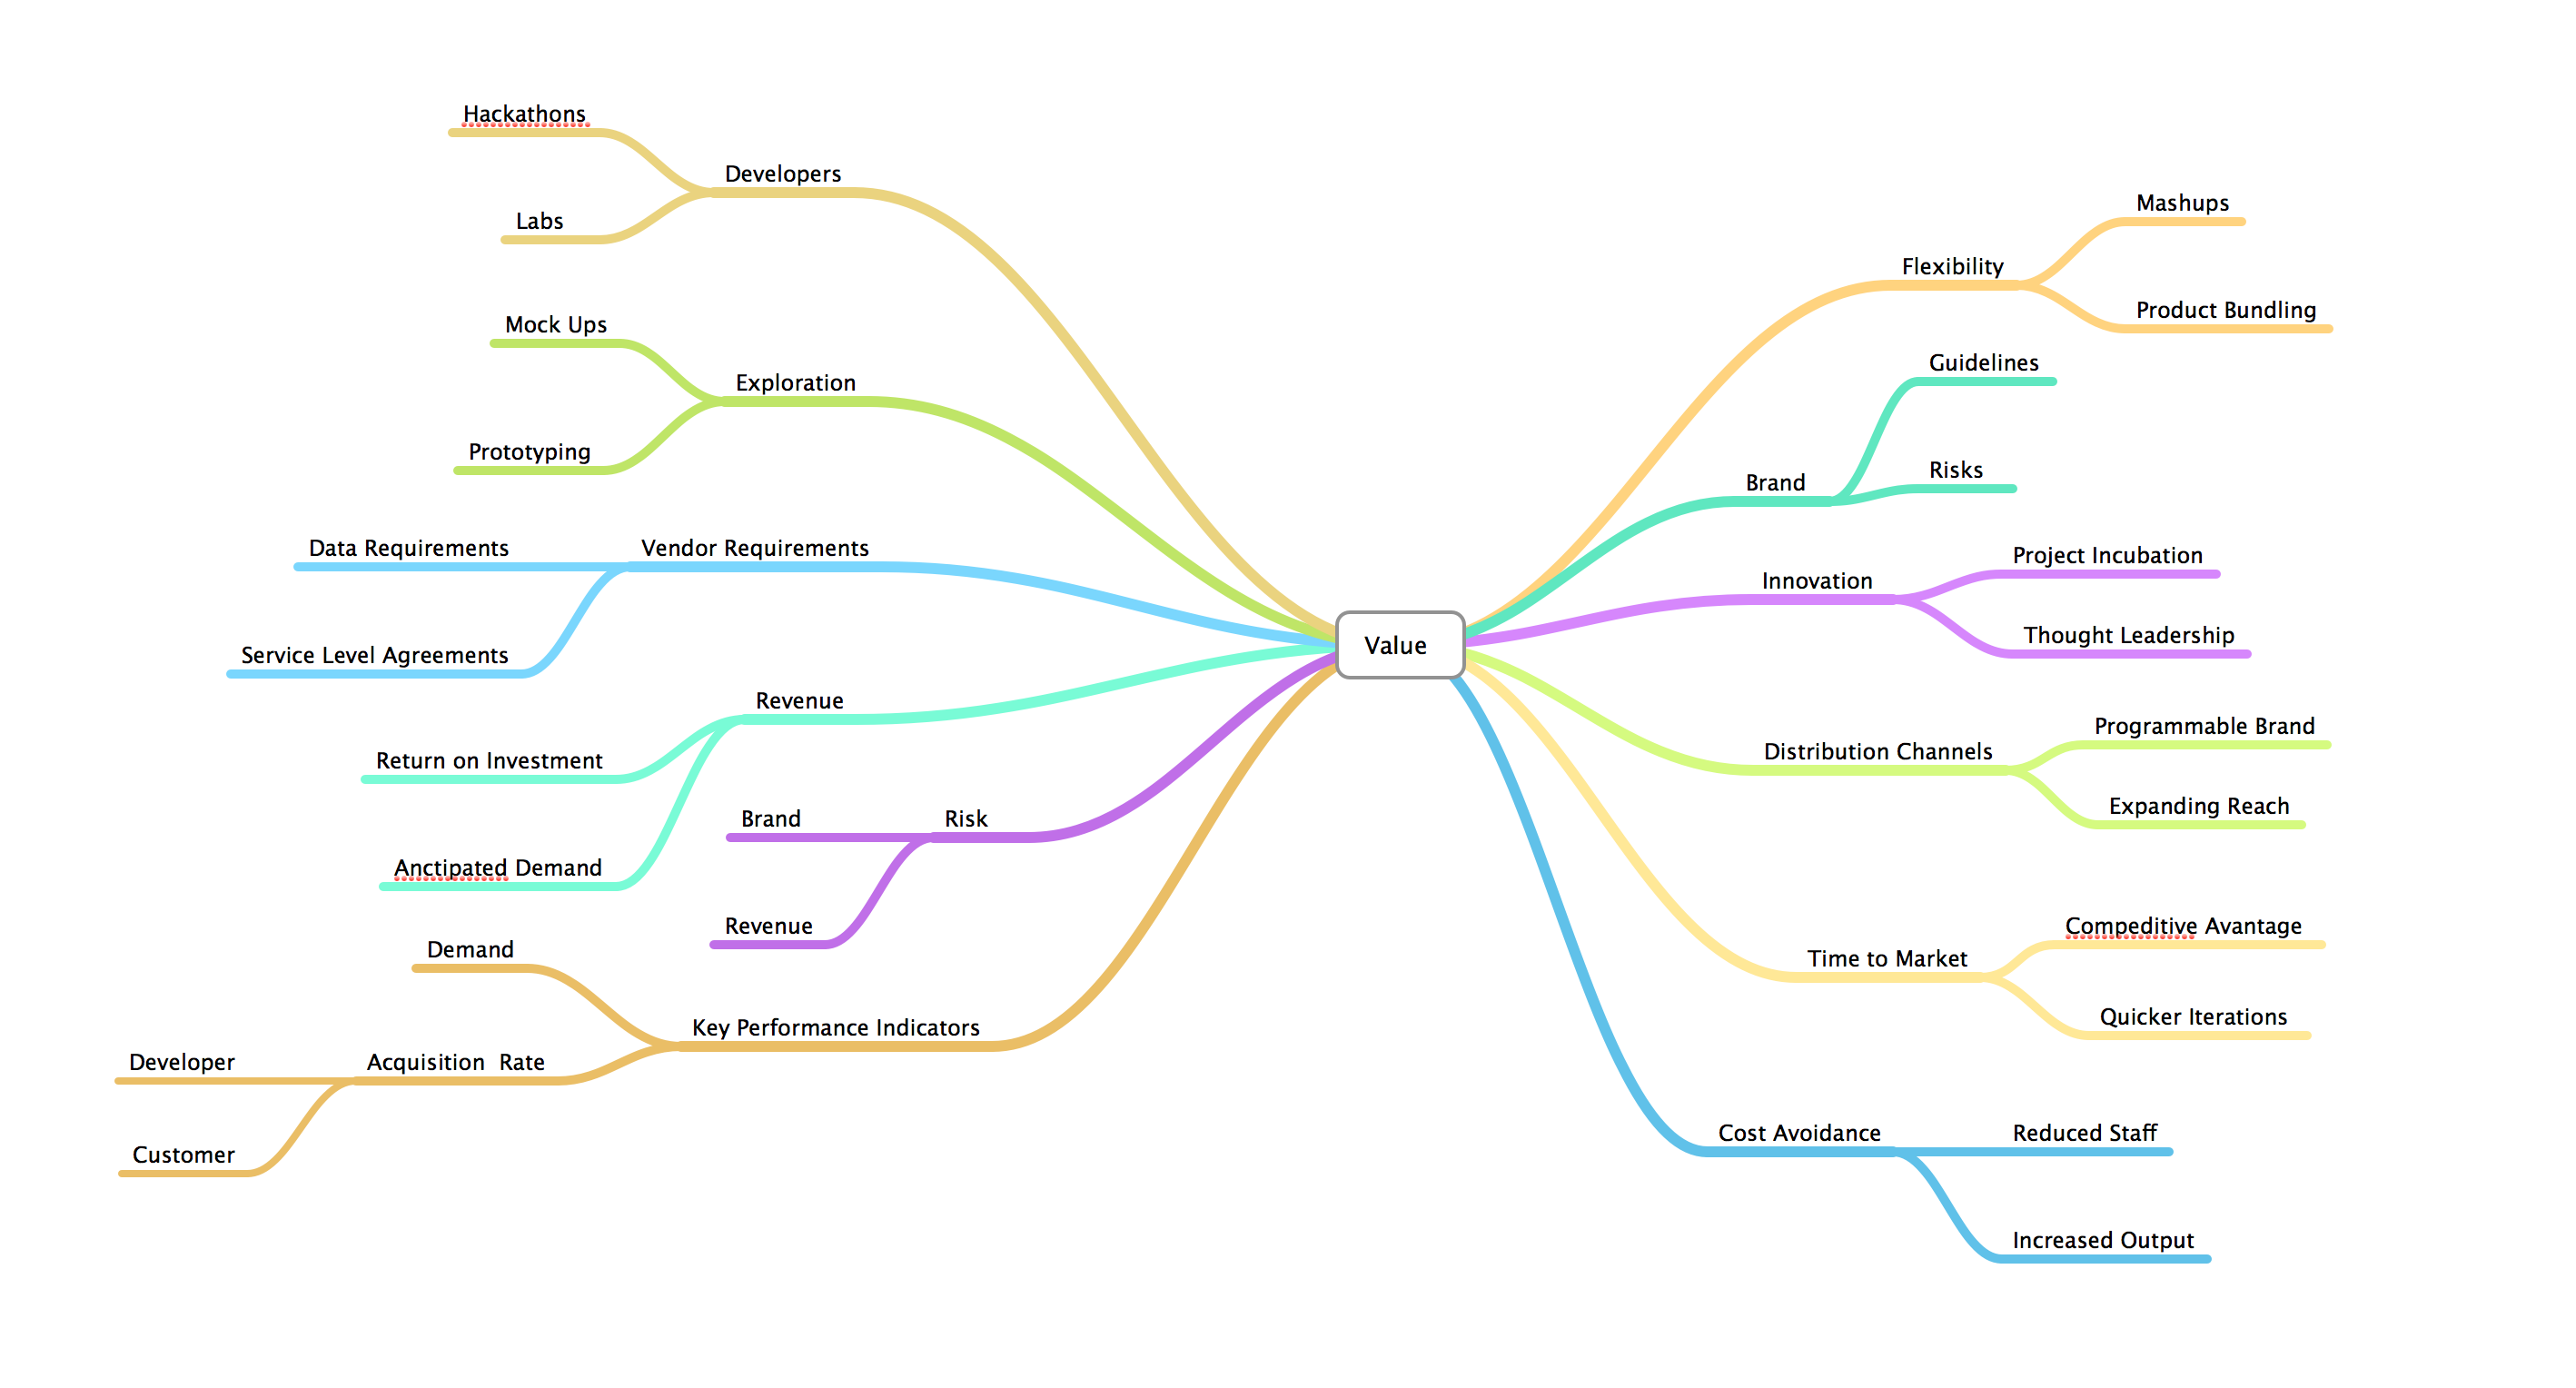 Hackathons
Developers
Labs
Mock Ups
Exploration
Prototyping
Data Requirements
Vendor Requirements
Service Level Agreements
Revenue
Return on Investment
Anctipated Demand
Brand
Risk
Revenue
Demand
Key Performance Indicators
Developer
Acquisition  Rate
Customer
Value
Mashups
Flexibility
Product Bundling
Guidelines
Brand
Risks
Project Incubation
Innovation
Thought Leadership
Programmable Brand
Distribution Channels
Expanding Reach
Compeditive Avantage
Time to Market
Quicker Iterations
Cost Avoidance
Reduced Staff
Increased Output